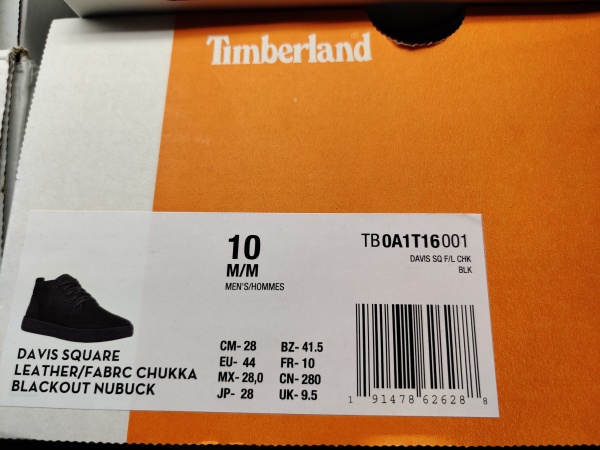 Timberland
10
M/M
MEN'S/HOMMES
TB0A1T16001
DAVIS SQ F/L CHK
BLK
DAVIS SQUARE
LEATHER/FABRC CHUKKA
BLACKOUT NUBUCK
CM- 28 BZ- 41.5
EU- 44 FR- 10
MX- 28,0 CN- 280
JP- 28 UK- 9.5
1 91478 62628 8